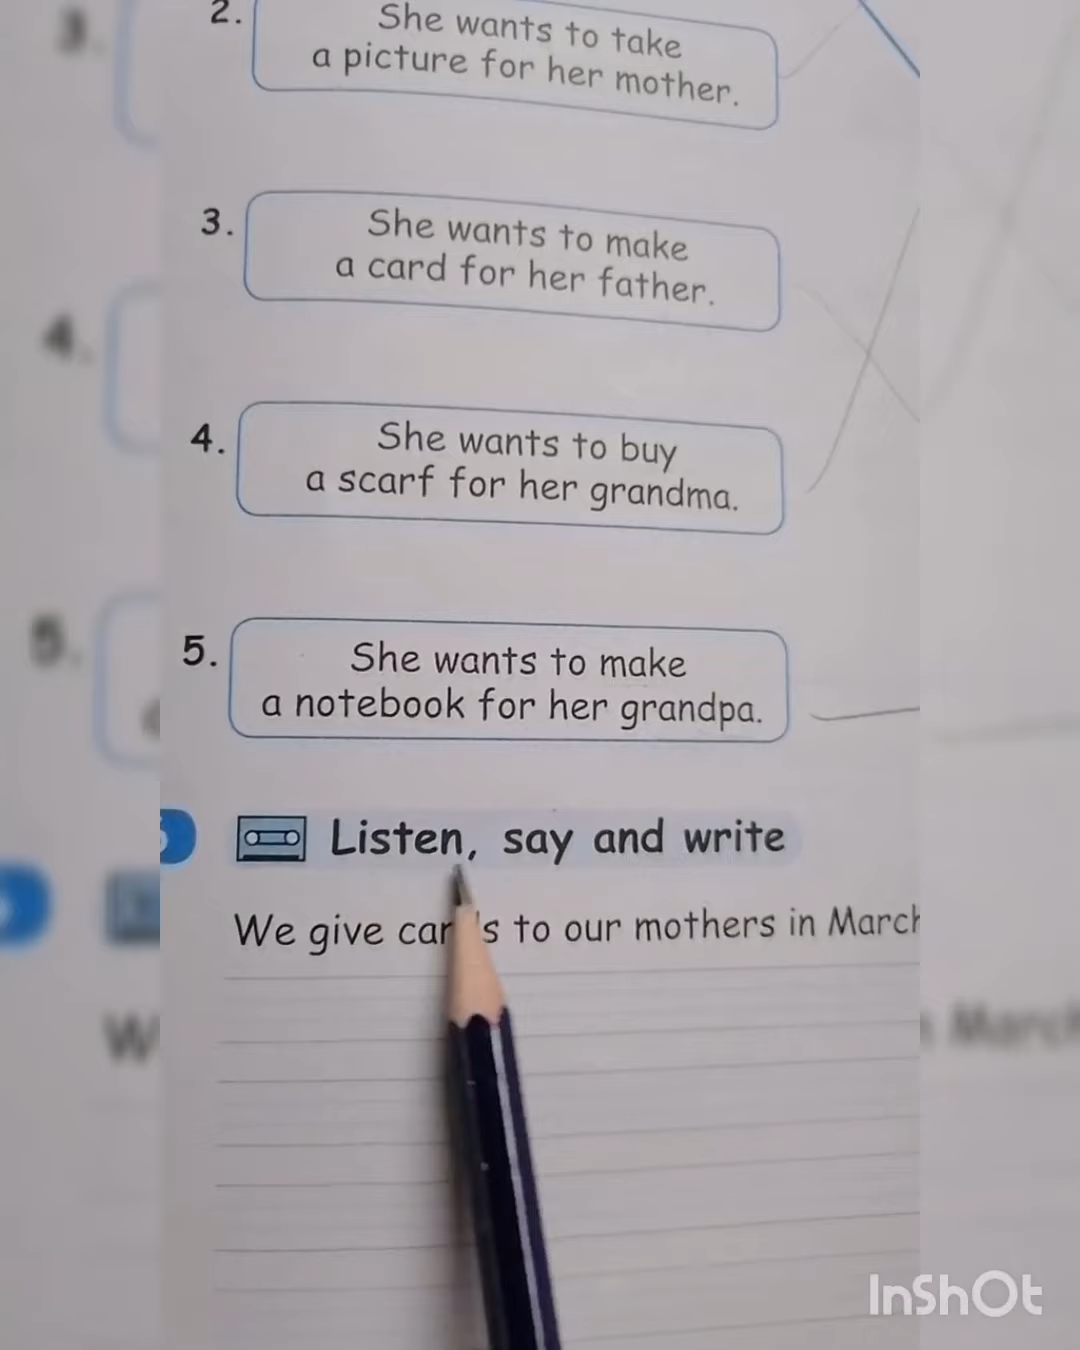 2. She wants to take
a picture for her mother.
3. She wants to make
a card for her father.
4. She wants to buy
a scarf for her grandma.
5. She wants to make
a notebook for her grandpa.
Listen, say and write
We give cards to our mothers in March
InShOt